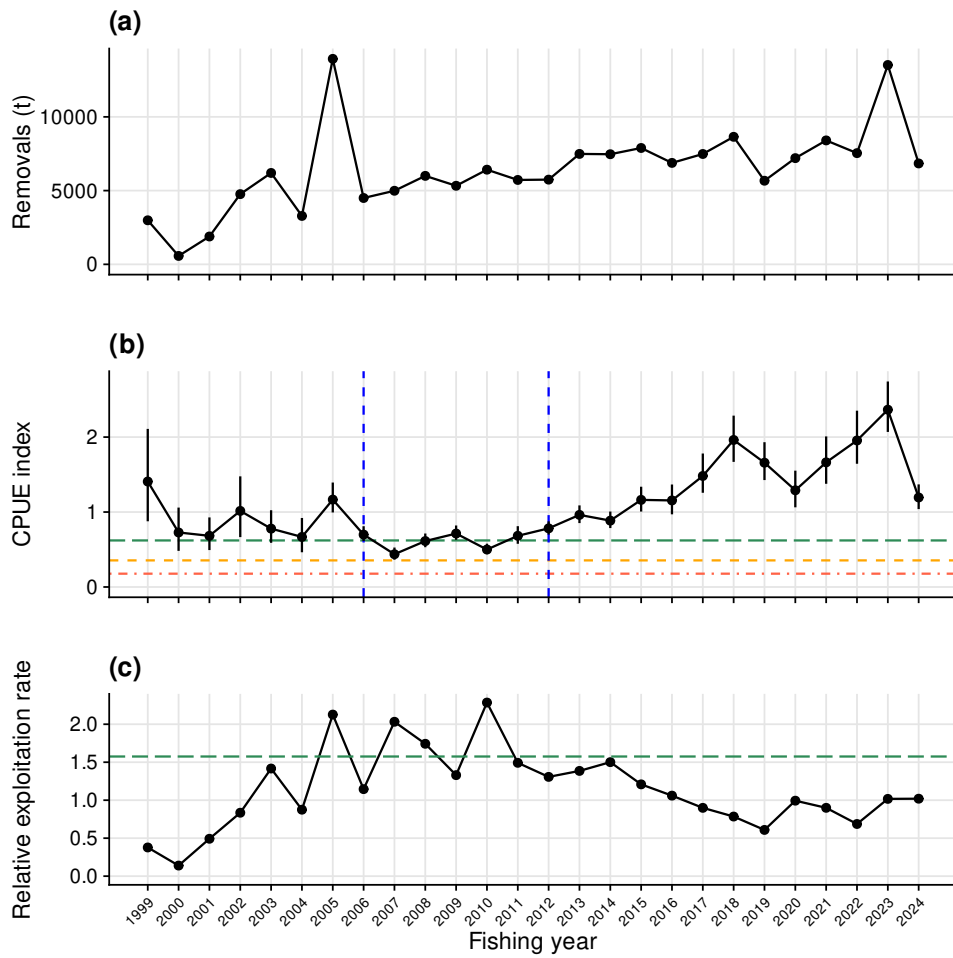 (a)
Removals (t)
10000
5000
0
(b)
CPUE index
2
1
0
(c)
Relative exploitation rate
2.0
1.5
1.0
0.5
0.0
1999 2000 2001 2002 2003 2004 2005 2006 2007 2008 2009 2010 2011 2012 2013 2014 2015 2016 2017 2018 2019 2020 2021 2022 2023 2024
Fishing year